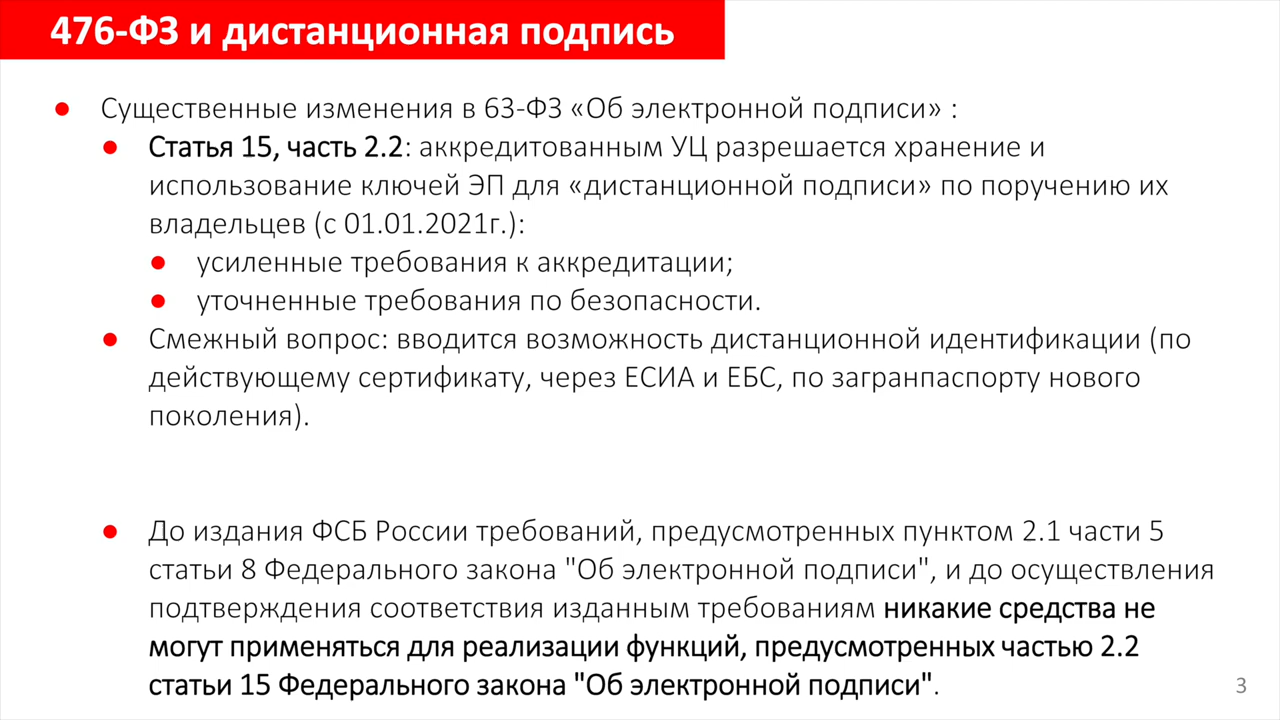 476-ФЗ и дистанционная подпись
● Существенные изменения в 63-ФЗ «Об электронной подписи» :
● Статья 15, часть 2.2: аккредитованным УЦ разрешается хранение и
использование ключей ЭП для «дистанционной подписи» по поручению их
владельцев (с 01.01.2021г.):
● усиленные требования к аккредитации;
● уточненные требования по безопасности.
● Смежный вопрос: вводится возможность дистанционной идентификации (по
действующему сертификату, через ЕСИА и ЕБС, по загранпаспорту нового
поколения).
● До издания ФСБ России требований, предусмотренных пунктом 2.1 части 5
статьи 8 Федерального закона "Об электронной подписи", и до осуществления
подтверждения соответствия изданным требованиям никакие средства не
могут применяться для реализации функций, предусмотренных частью 2.2
статьи 15 Федерального закона "Об электронной подписи".
3